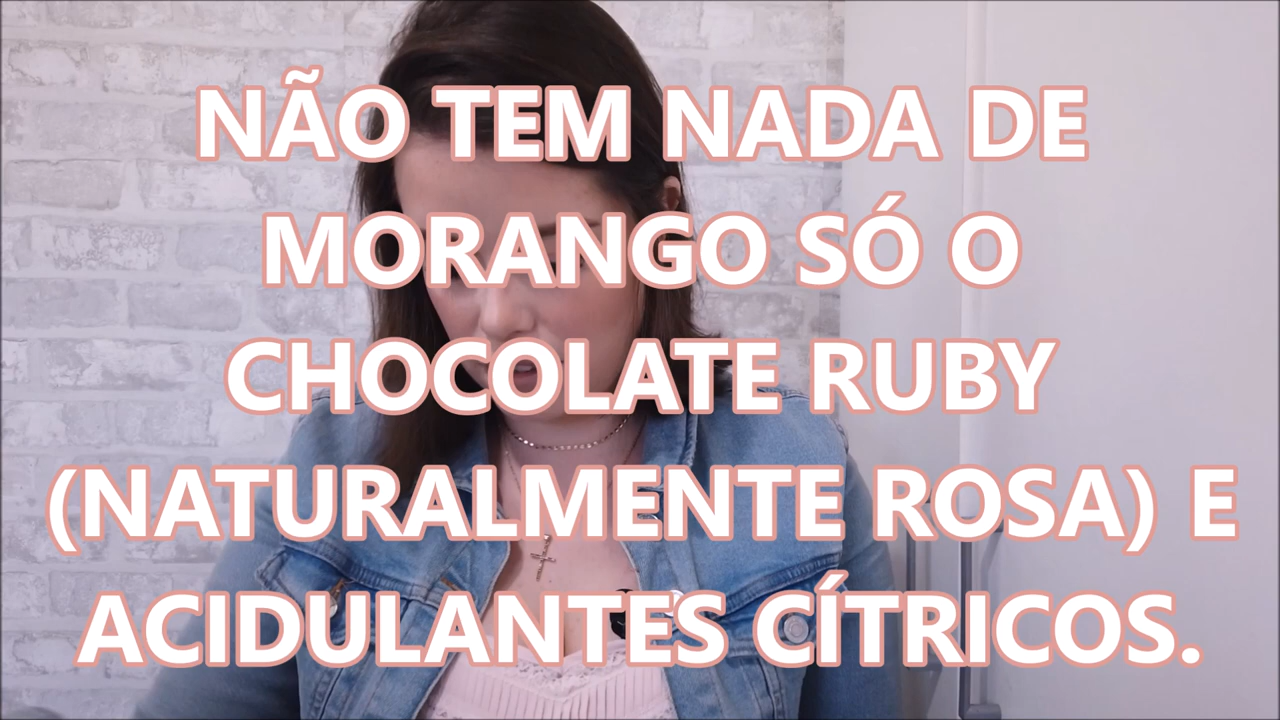 NÃO TEM NADA DE
MORANGO SÓ O
CHOCOLATE RUBY
(NATURALMENTE ROSA) E
ACIDULANTES CÍTRICOS.